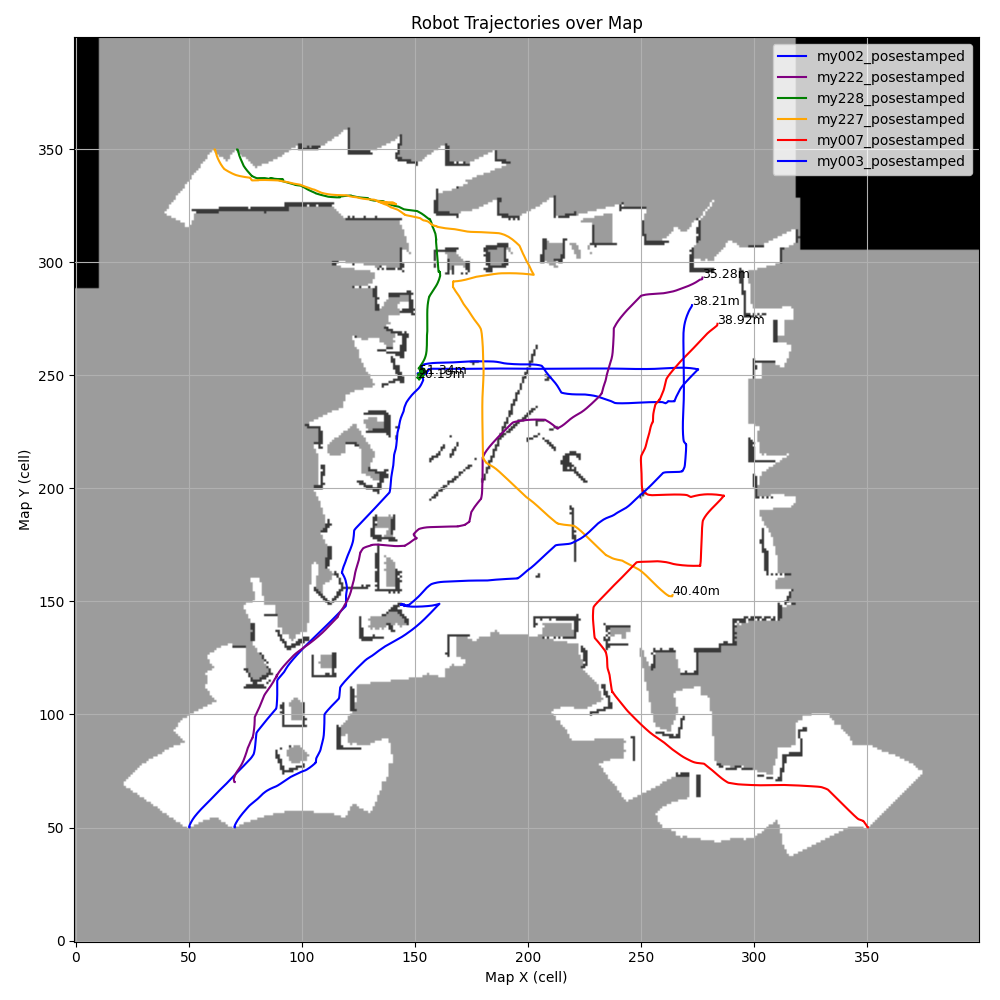 Robot Trajectories over Map
my002_posestamped
my222_posestamped
my228_posestamped
my227_posestamped
my007_posestamped
my003_posestamped
350
300
250
200
150
100
50
0
Map Y (cell)
35.28m
38.21m
38.92m
40.40m
0
50
100
150
200
250
300
350
Map X (cell)